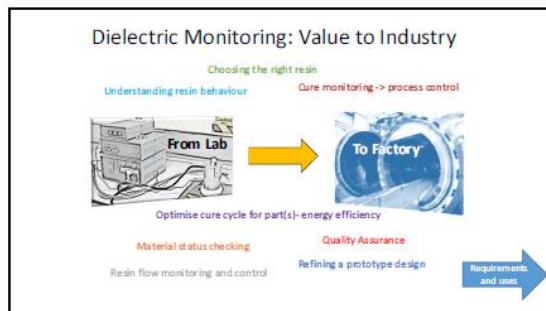 Dielectric Monitoring: Value to Industry
Choosing the right resin
Understanding resin behaviour
Cure monitoring -> process control
From Lab
To Factory
Optimise cure cycle for part(s)- energy efficiency
Material status checking
Quality Assurance
Resin flow monitoring and control
Refining a prototype design
Requirements
and uses